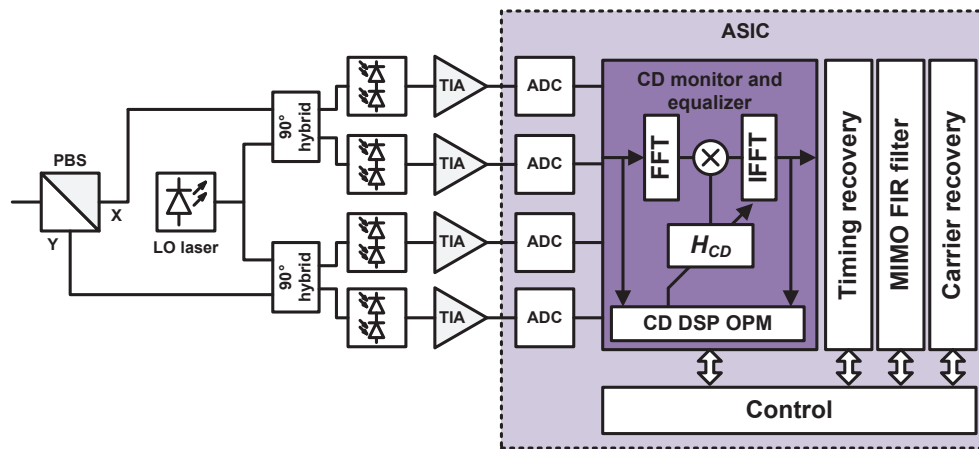 ASIC
PBS
X
Y
LO laser
90°
hybrid
90°
hybrid
TIA
TIA
TIA
TIA
ADC
ADC
ADC
ADC
CD monitor and
equalizer
FFT
IFFT
H_CD
CD DSP OPM
Timing recovery
MIMO FIR filter
Carrier recovery
Control